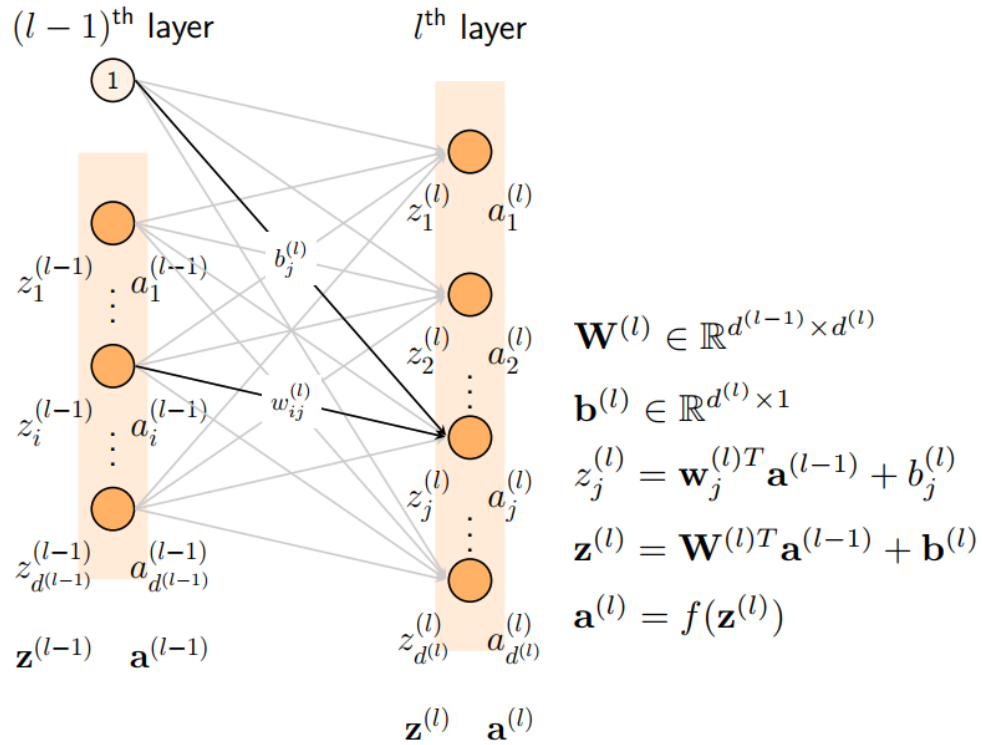 (l − 1)th layer
lth layer
1
z_1^{(l)} a_1^{(l)}
b_j^{(l)}
z_1^{(l−1)} a_1^{(l−1)}
W^{(l)} ∈ ℝ^{d^{(l−1)} × d^{(l)}}
z_2^{(l)} a_2^{(l)}
w_{ij}^{(l)}
b^{(l)} ∈ ℝ^{d^{(l)} × 1}
z_i^{(l−1)} a_i^{(l−1)}
z_j^{(l)} = w_j^{(l)T} a^{(l−1)} + b_j^{(l)}
z_j^{(l)} a_j^{(l)}
z^{(l)} = W^{(l)T} a^{(l−1)} + b^{(l)}
z_{d^{(l−1)}}^{(l−1)} a_{d^{(l−1)}}^{(l−1)}
a^{(l)} = f(z^{(l)})
z_{d^{(l)}}^{(l)} a_{d^{(l)}}^{(l)}
z^{(l−1)} a^{(l−1)}
z^{(l)} a^{(l)}